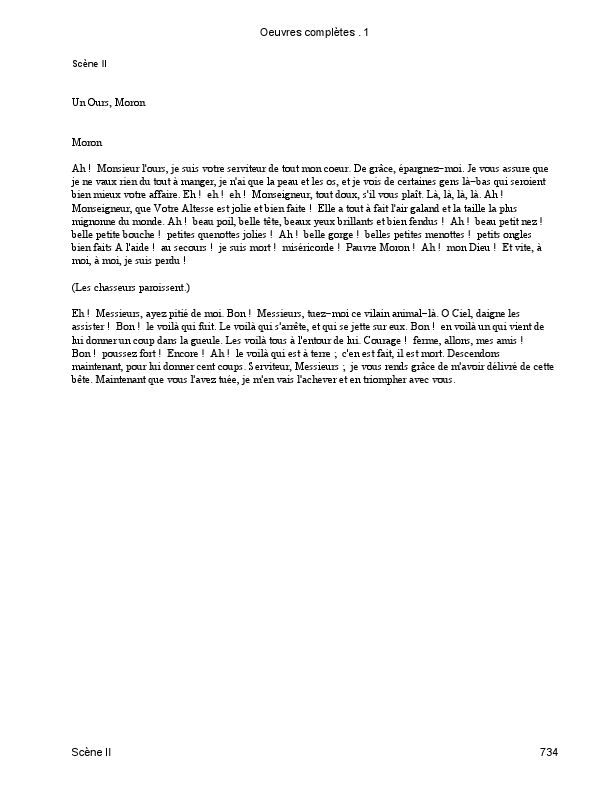 Oeuvres complètes . 1
Scène II
Un Ours, Moron
Moron
Ah !  Monsieur l'ours, je suis votre serviteur de tout mon coeur. De grâce, épargnez−moi. Je vous assure que
je ne vaux rien du tout à manger, je n'ai que la peau et les os, et je vois de certaines gens là−bas qui seroient
bien mieux votre affaire. Eh !  eh !  eh !  Monseigneur, tout doux, s'il vous plaît. Là, là, là, là. Ah !
Monseigneur, que Votre Altesse est jolie et bien faite !  Elle a tout à fait l'air galand et la taille la plus
mignonne du monde. Ah !  beau poil, belle tête, beaux yeux brillants et bien fendus !  Ah !  beau petit nez !
belle petite bouche !  petites quenottes jolies !  Ah !  belle gorge !  belles petites menottes !  petits ongles
bien faits A l'aide !  au secours !  je suis mort !  miséricorde !  Pauvre Moron !  Ah !  mon Dieu !  Et vite, à
moi, à moi, je suis perdu !
(Les chasseurs paroissent.)
Eh !  Messieurs, ayez pitié de moi. Bon !  Messieurs, tuez−moi ce vilain animal−là. O Ciel, daigne les
assister !  Bon !  le voilà qui fuit. Le voilà qui s'arrête, et qui se jette sur eux. Bon !  en voilà un qui vient de
lui donner un coup dans la gueule. Les voilà tous à l'entour de lui. Courage !  ferme, allons, mes amis !
Bon !  poussez fort !  Encore !  Ah !  le voilà qui est à terre ;  c'en est fait, il est mort. Descendons
maintenant, pour lui donner cent coups. Serviteur, Messieurs ;  je vous rends grâce de m'avoir délivré de cette
bête. Maintenant que vous l'avez tuée, je m'en vais l'achever et en triompher avec vous.
Scène II 734